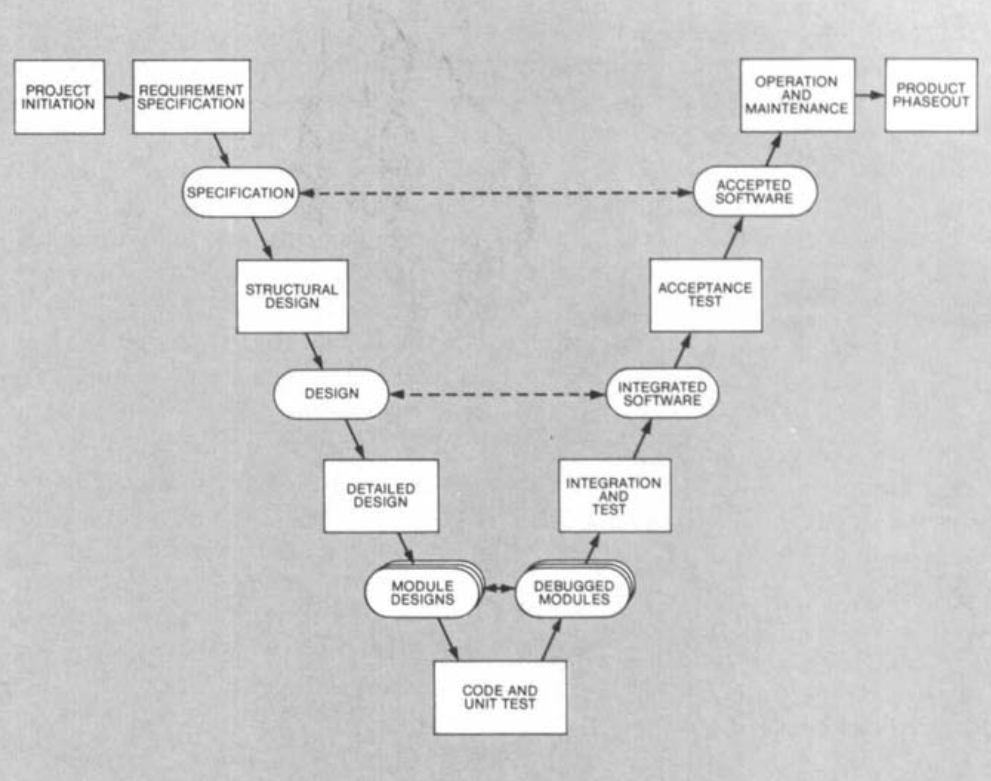 PROJECT
INITIATION
REQUIREMENT
SPECIFICATION
OPERATION
AND
MAINTENANCE
PRODUCT
PHASEOUT
SPECIFICATION
ACCEPTED
SOFTWARE
STRUCTURAL
DESIGN
ACCEPTANCE
TEST
DESIGN
INTEGRATED
SOFTWARE
DETAILED
DESIGN
INTEGRATION
AND
TEST
MODULE
DESIGNS
DEBUGGED
MODULES
CODE AND
UNIT TEST